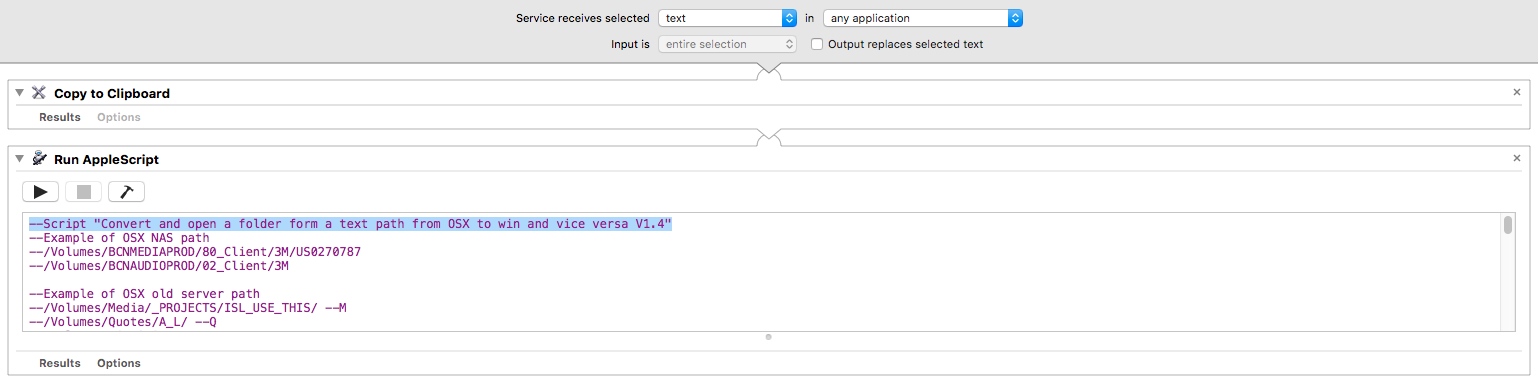 Service receives selected text in any application
Input is entire selection Output replaces selected text
Copy to Clipboard
Results Options
Run AppleScript
--Script "Convert and open a folder form a text path from OSX to win and vice versa V1.4"
--Example of OSX NAS path
--/Volumes/BCNMEDIAPROD/80_Client/3M/US0270787
--/Volumes/BCNAUDIOPROD/02_Client/3M
--Example of OSX old server path
--/Volumes/Media/_PROJECTS/ISL_USE_THIS/ --M
--/Volumes/Quotes/A_L/ --Q
Results Options